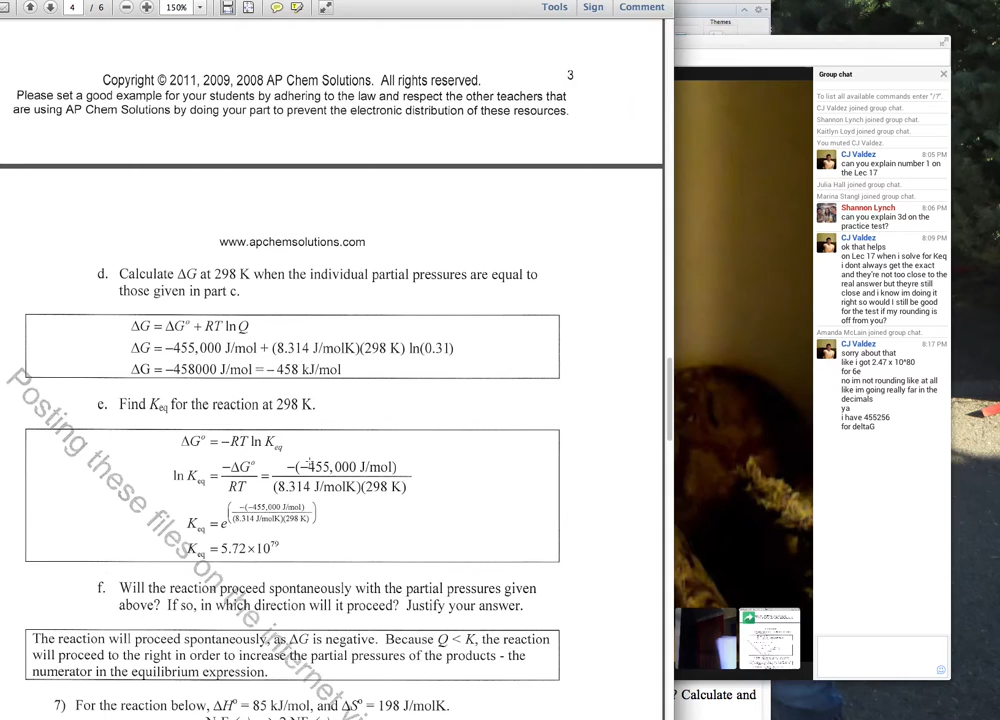 4 / 6
150%
Tools
Sign
Comment
Themes
Copyright © 2011, 2009, 2008 AP Chem Solutions. All rights reserved.
3
Please set a good example for your students by adhering to the law and respect the other teachers that
are using AP Chem Solutions by doing your part to prevent the electronic distribution of these resources.
www.apchemsolutions.com
d. Calculate ΔG at 298 K when the individual partial pressures are equal to
those given in part c.
ΔG = ΔG° + RT ln Q
ΔG = −455,000 J/mol + (8.314 J/molK)(298 K) ln(0.31)
ΔG = −458000 J/mol = − 458 kJ/mol
e. Find Keq for the reaction at 298 K.
ΔG° = −RT ln Keq
ln Keq = −ΔG° / RT = −(−455,000 J/mol) / (8.314 J/molK)(298 K)
Keq = e^(−(−455,000 J/mol) / (8.314 J/molK)(298 K))
Keq = 5.72×10^79
f. Will the reaction proceed spontaneously with the partial pressures given
above? If so, in which direction will it proceed? Justify your answer.
The reaction will proceed spontaneously, as ΔG is negative. Because Q < K, the reaction
will proceed to the right in order to increase the partial pressures of the products - the
numerator in the equilibrium expression.
7) For the reaction below, ΔH° = 85 kJ/mol, and ΔS° = 198 J/molK.
Posting these files on the internet vi
Group chat
To list all available commands enter "/?".
CJ Valdez joined group chat.
Shannon Lynch joined group chat.
Kaitlyn Loyd joined group chat.
You muted CJ Valdez.
CJ Valdez 8:05 PM
can you explain number 1 on
the Lec 17
Julia Hall joined group chat.
Marina Stangl joined group chat.
Shannon Lynch 8:06 PM
can you explain 3d on the
practice test?
CJ Valdez 8:09 PM
ok that helps
on Lec 17 when i solve for Keq
i dont always get the exact
and they're not too close to the
real answer but theyre still
close and i know im doing it
right so would I still be good
for the test if my rounding is
off from you?
Amanda McLain joined group chat.
CJ Valdez 8:17 PM
sorry about that
like i got 2.47 x 10^80
for 6e
no im not rounding like at all
like im going really far in the
decimals
ya
i have 455256
for deltaG
? Calculate and